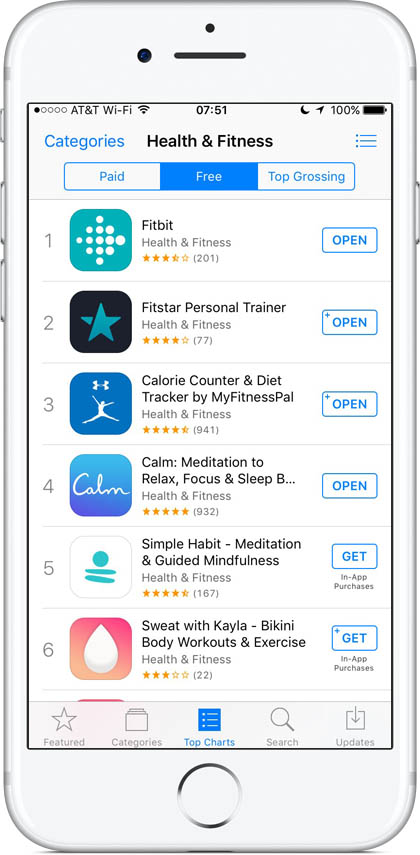 AT&T Wi-Fi 07:51 100%
Categories Health & Fitness
Paid Free Top Grossing
1 Fitbit
Health & Fitness OPEN
(201)
2 Fitstar Personal Trainer
Health & Fitness + OPEN
(77)
Calorie Counter & Diet
3 Tracker by MyFitnessPal + OPEN
Health & Fitness
(941)
Calm: Meditation to
4 Calm Relax, Focus & Sleep B... OPEN
Health & Fitness
(932)
Simple Habit - Meditation
5 & Guided Mindfulness GET
Health & Fitness In-App
(167) Purchases
Sweat with Kayla - Bikini
6 Body Workouts & Exercise + GET
Health & Fitness In-App
(22) Purchases
Featured Categories Top Charts Search Updates